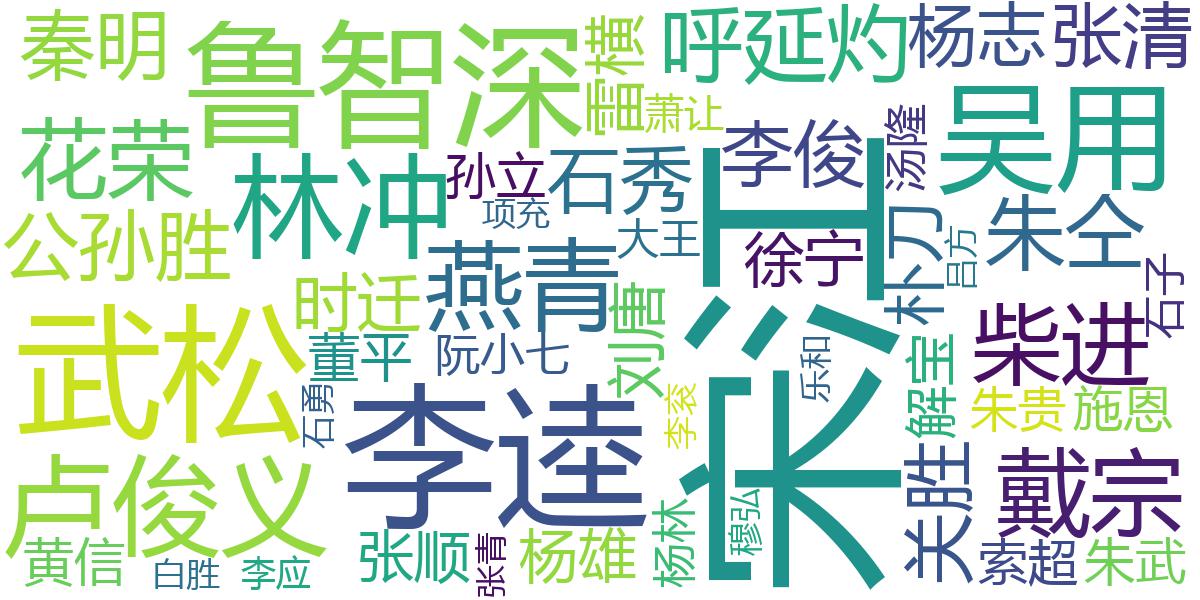 秦明
鲁智深
雷横
呼延灼
杨志
张清
萧让
花荣
林冲
孙立
石秀
李俊
汤隆
吴用
项充
大王
公孙胜
燕青
宋江
徐宁
朴刀
吕方
朱仝
石子
时迁
刘唐
武松
董平
阮小七
乐和
柴进
解宝
石勇
李逵
李衮
朱贵
施恩
卢俊义
关胜
戴宗
黄信
白胜
李应
张顺
张青
杨雄
杨林
穆弘
索超
朱武